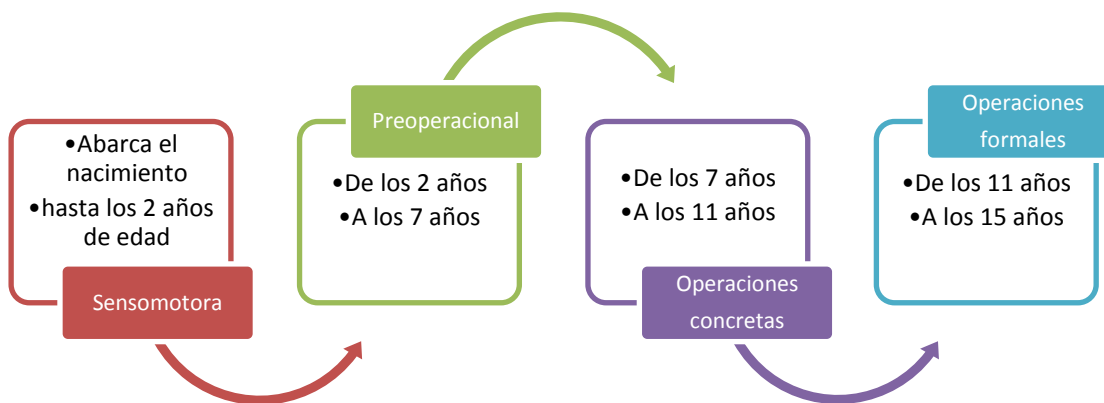 •Abarca el
nacimiento
•hasta los 2 años
de edad
Sensomotora
Preoperacional
•De los 2 años
•A los 7 años
•De los 7 años
•A los 11 años
Operaciones
concretas
Operaciones
formales
•De los 11 años
•A los 15 años